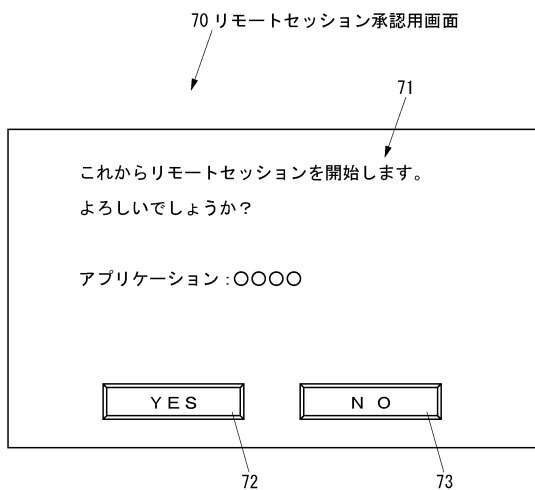 70 リモートセッション承認用画面
71
これからリモートセッションを開始します。
よろしいでしょうか？
アプリケーション:○○○○
YES
NO
72
73